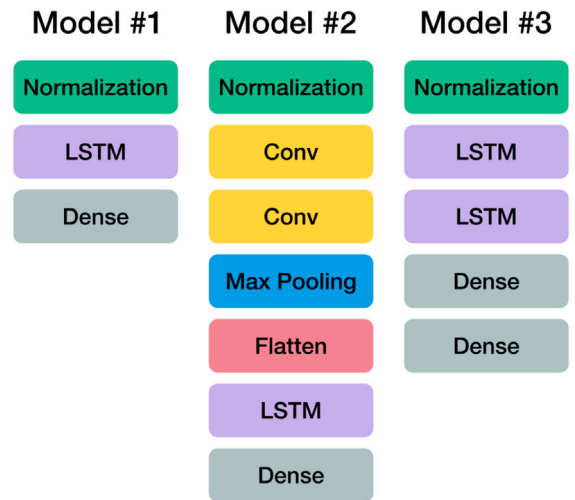 Model #1
Normalization
LSTM
Dense
Model #2
Normalization
Conv
Conv
Max Pooling
Flatten
LSTM
Dense
Model #3
Normalization
LSTM
LSTM
Dense
Dense